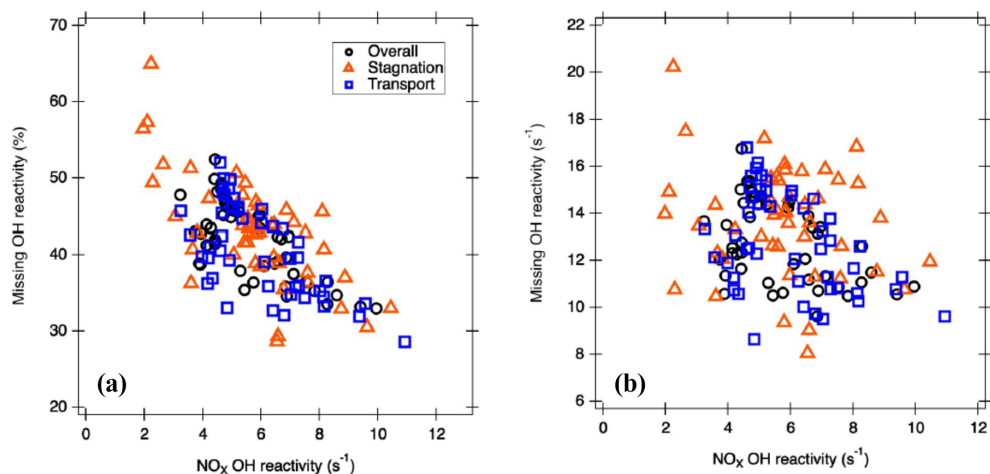 70
60
50
40
30
20
Missing OH reactivity (%)
Overall
Stagnation
Transport
(a)
0 2 4 6 8 10 12
NOX OH reactivity (s-1)
22
20
18
16
14
12
10
8
6
Missing OH reactivity (s-1)
(b)
0 2 4 6 8 10 12
NOX OH reactivity (s-1)